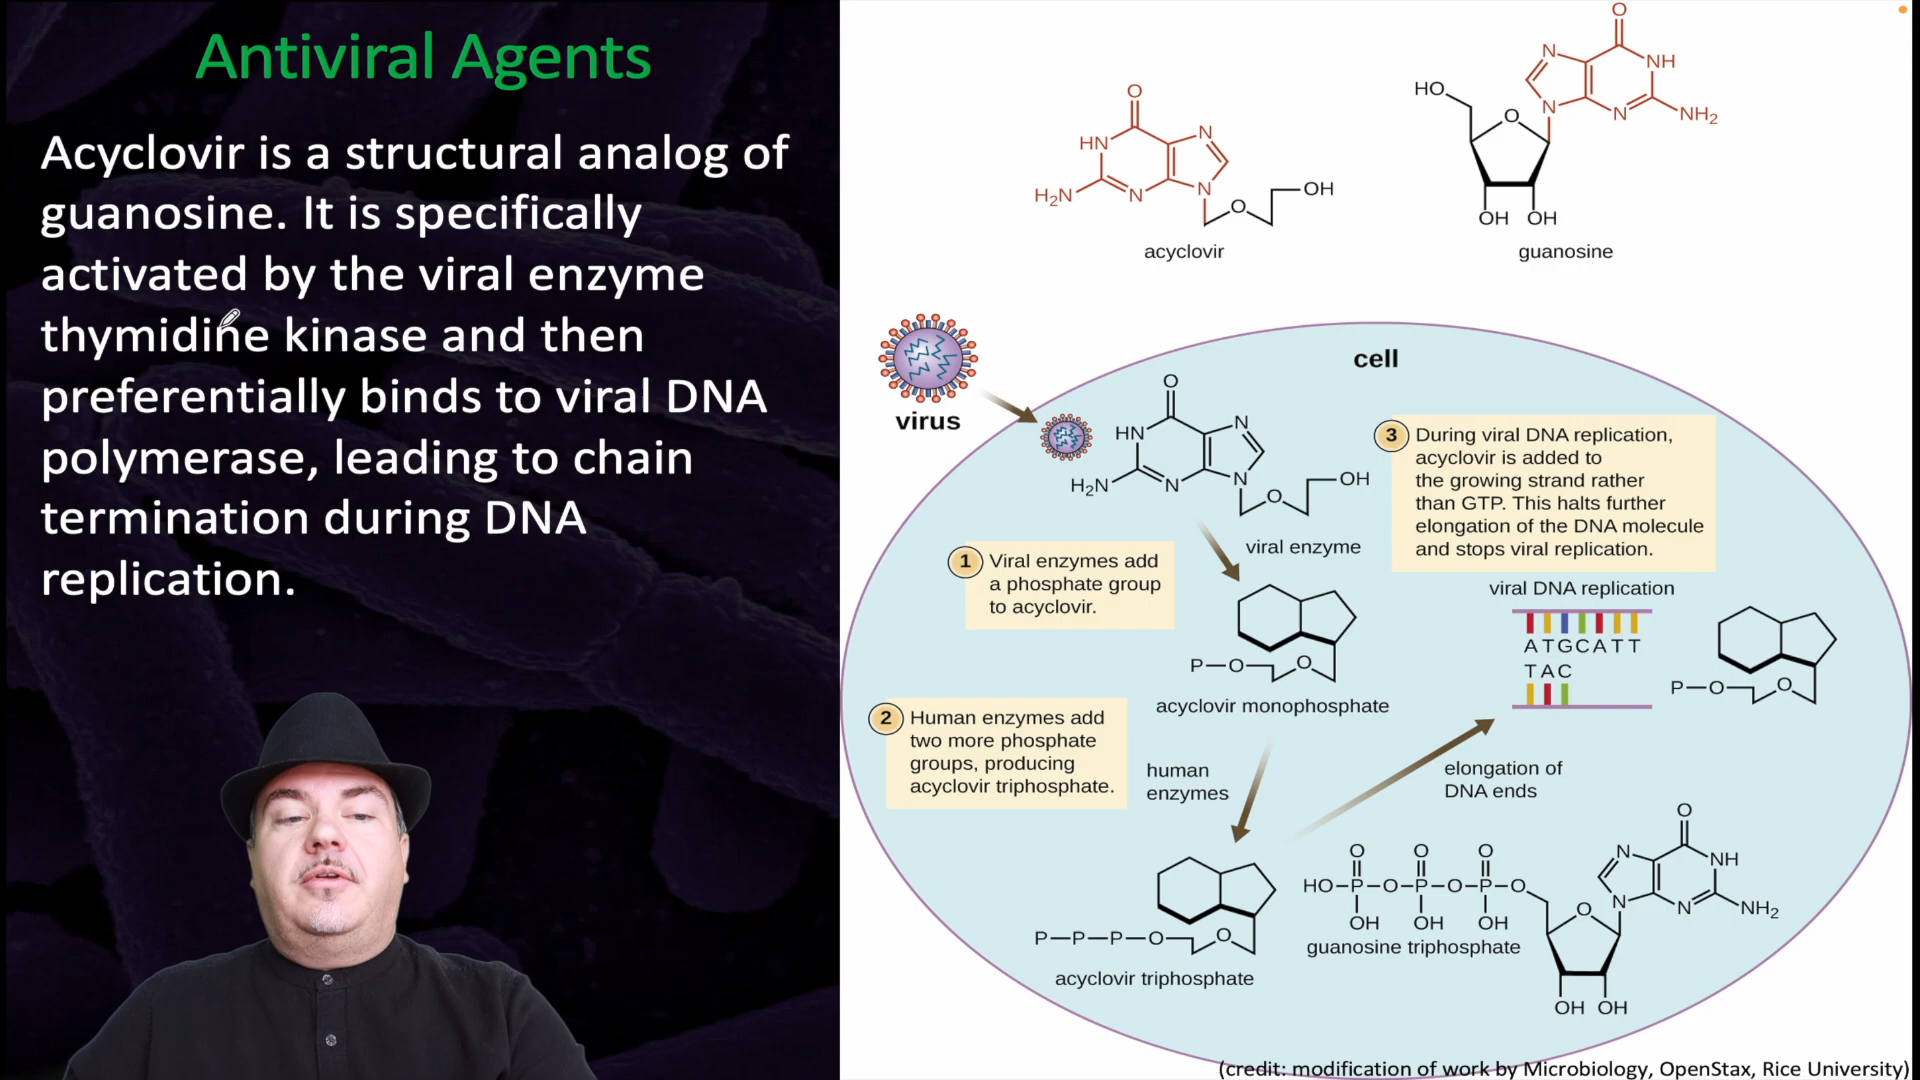 Antiviral Agents
Acyclovir is a structural analog of
guanosine. It is specifically
activated by the viral enzyme
thymidine kinase and then
preferentially binds to viral DNA
polymerase, leading to chain
termination during DNA
replication.
O
HN
N
H₂N
N
N
O
OH
acyclovir
O
N
NH
HO
O
N
N
NH₂
OH OH
guanosine
virus
cell
O
HN
N
H₂N
N
N
O
OH
viral enzyme
1 Viral enzymes add
a phosphate group
to acyclovir.
P—O
O
acyclovir monophosphate
2 Human enzymes add
two more phosphate
groups, producing
acyclovir triphosphate.
human
enzymes
P—P—P—O
O
acyclovir triphosphate
3 During viral DNA replication,
acyclovir is added to
the growing strand rather
than GTP. This halts further
elongation of the DNA molecule
and stops viral replication.
viral DNA replication
ATGCATT
TAC
P—O
O
elongation of
DNA ends
O O O
HO—P—O—P—O—P—O
OH OH OH
guanosine triphosphate
O
N
NH
O
N
N
NH₂
OH OH
(credit: modification of work by Microbiology, OpenStax, Rice University)